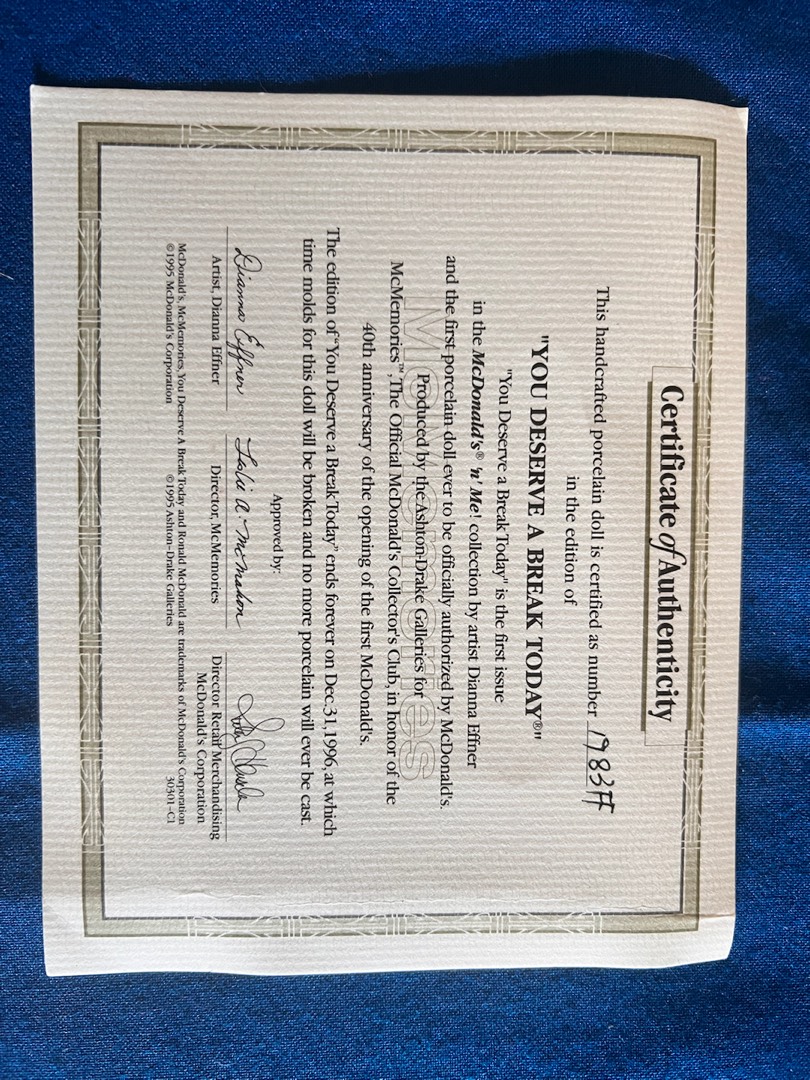 Certificate of Authenticity
This handcrafted porcelain doll is certified as number 1983FF
in the edition of
"YOU DESERVE A BREAK TODAY®"
"You Deserve a Break Today" is the first issue
in the McDonald's® 'n' Me! collection by artist Dianna Effner
and the first porcelain doll ever to be officially authorized by McDonald's.
Produced by the Ashton-Drake Galleries for
McMemories™, The Official McDonald's Collector's Club, in honor of the
40th anniversary of the opening of the first McDonald's.
The edition of "You Deserve a Break Today" ends forever on Dec. 31, 1996, at which
time molds for this doll will be broken and no more porcelain will ever be cast.
Approved by:
Dianna Effner
Artist, Dianna Effner
Director, McMemories
Director Retail Merchandising
McDonald's Corporation
McDonald's, McMemories, You Deserve A Break Today and Ronald McDonald are trademarks of McDonald's Corporation
©1995 McDonald's Corporation ©1995 Ashton-Drake Galleries 30301-C1
McMemories